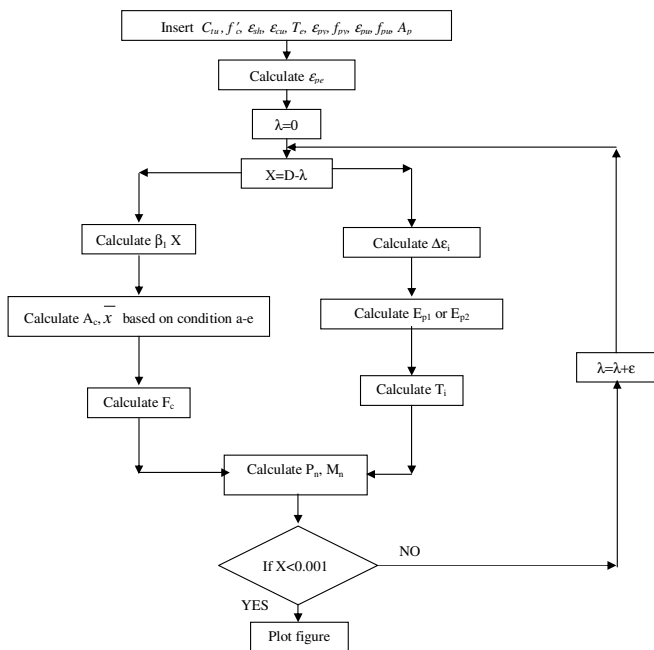 Insert C_tu, f'_c, ε_sh, ε_cu, T_e, ε_py, f_py, ε_pu, f_pu, A_p
Calculate ε_pe
λ=0
X=D-λ
Calculate β₁ X
Calculate Δε_i
Calculate A_c, x̅ based on condition a-e
Calculate E_p1 or E_p2
λ=λ+ε
Calculate F_c
Calculate T_i
Calculate P_n, M_n
If X<0.001
NO
YES
Plot figure